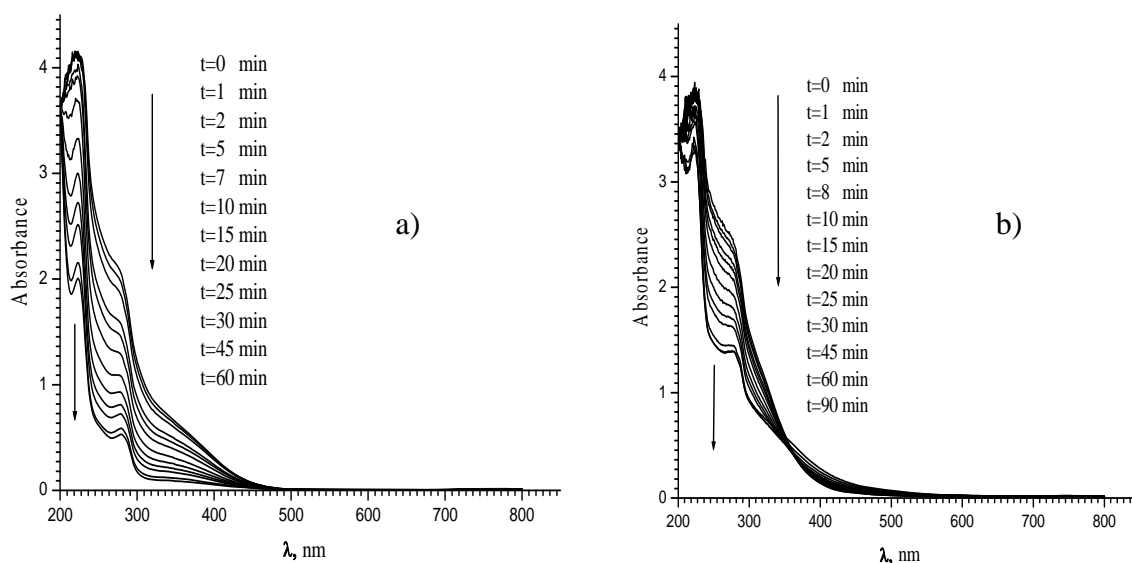 4
3
2
1
0
Absorbance
200 300 400 500 600 700 800
λ, nm
t=0 min
t=1 min
t=2 min
t=5 min
t=7 min
t=10 min
t=15 min
t=20 min
t=25 min
t=30 min
t=45 min
t=60 min
a)
4
3
2
1
0
Absorbance
200 300 400 500 600 700 800
λ, nm
t=0 min
t=1 min
t=2 min
t=5 min
t=8 min
t=10 min
t=15 min
t=20 min
t=25 min
t=30 min
t=45 min
t=60 min
t=90 min
b)